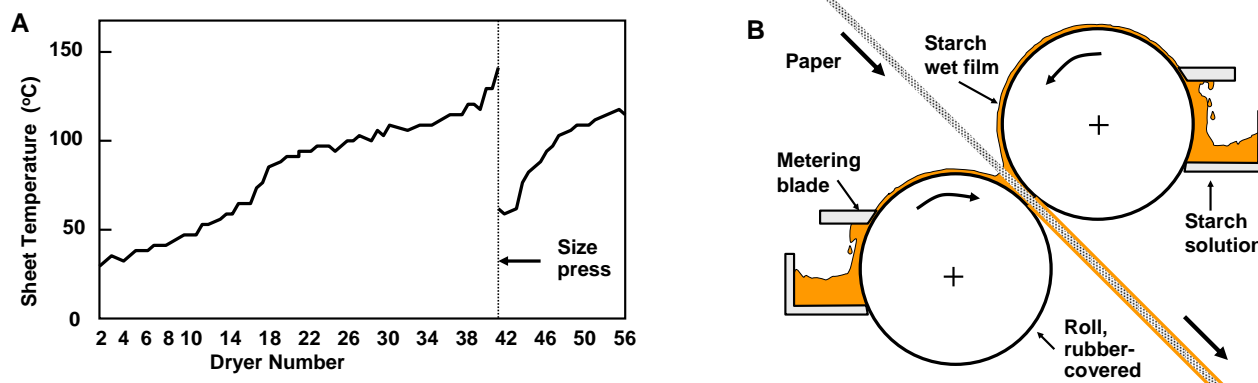 A
150
100
50
0
Sheet Temperature (°C)
2 4 6 8 10 14 18 22 26 30 34 38 42 46 56
Dryer Number
Size
press
B
Paper
Starch
wet film
Metering
blade
Starch
solution
Roll,
rubber-
covered